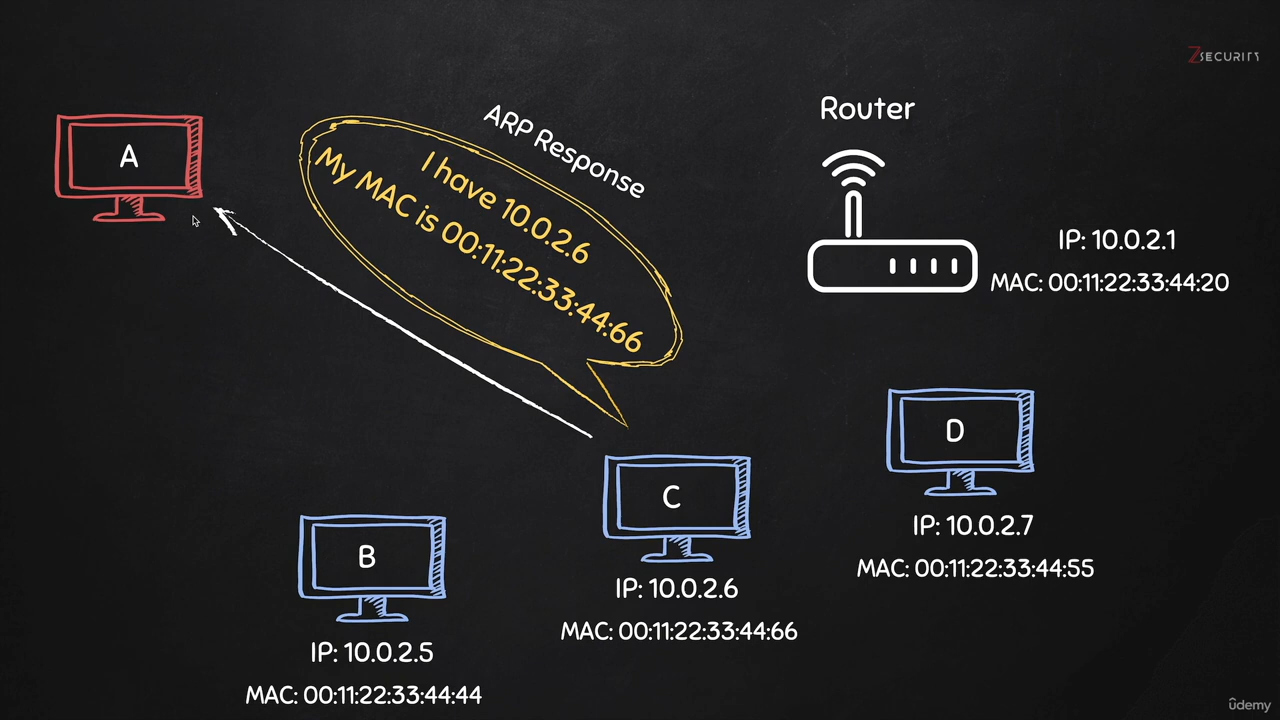 ZSECURITY
A
ARP Response
I have 10.0.2.6
My MAC is 00:11:22:33:44:66
Router
IP: 10.0.2.1
MAC: 00:11:22:33:44:20
D
IP: 10.0.2.7
MAC: 00:11:22:33:44:55
C
IP: 10.0.2.6
MAC: 00:11:22:33:44:66
B
IP: 10.0.2.5
MAC: 00:11:22:33:44:44
ûdemy